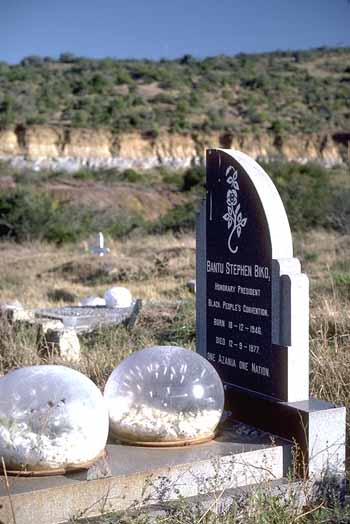 BANTU STEPHEN BIKO,
HONORARY PRESIDENT
BLACK PEOPLE'S CONVENTION.
BORN 18-12-1946.
DIED 12-9-1977.
ONE AZANIA ONE NATION.